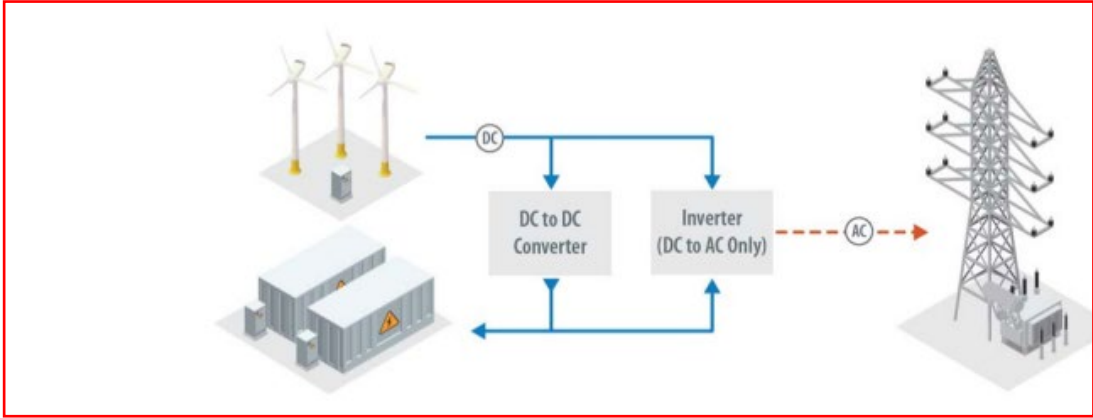 DC
DC to DC
Converter
Inverter
(DC to AC Only)
AC